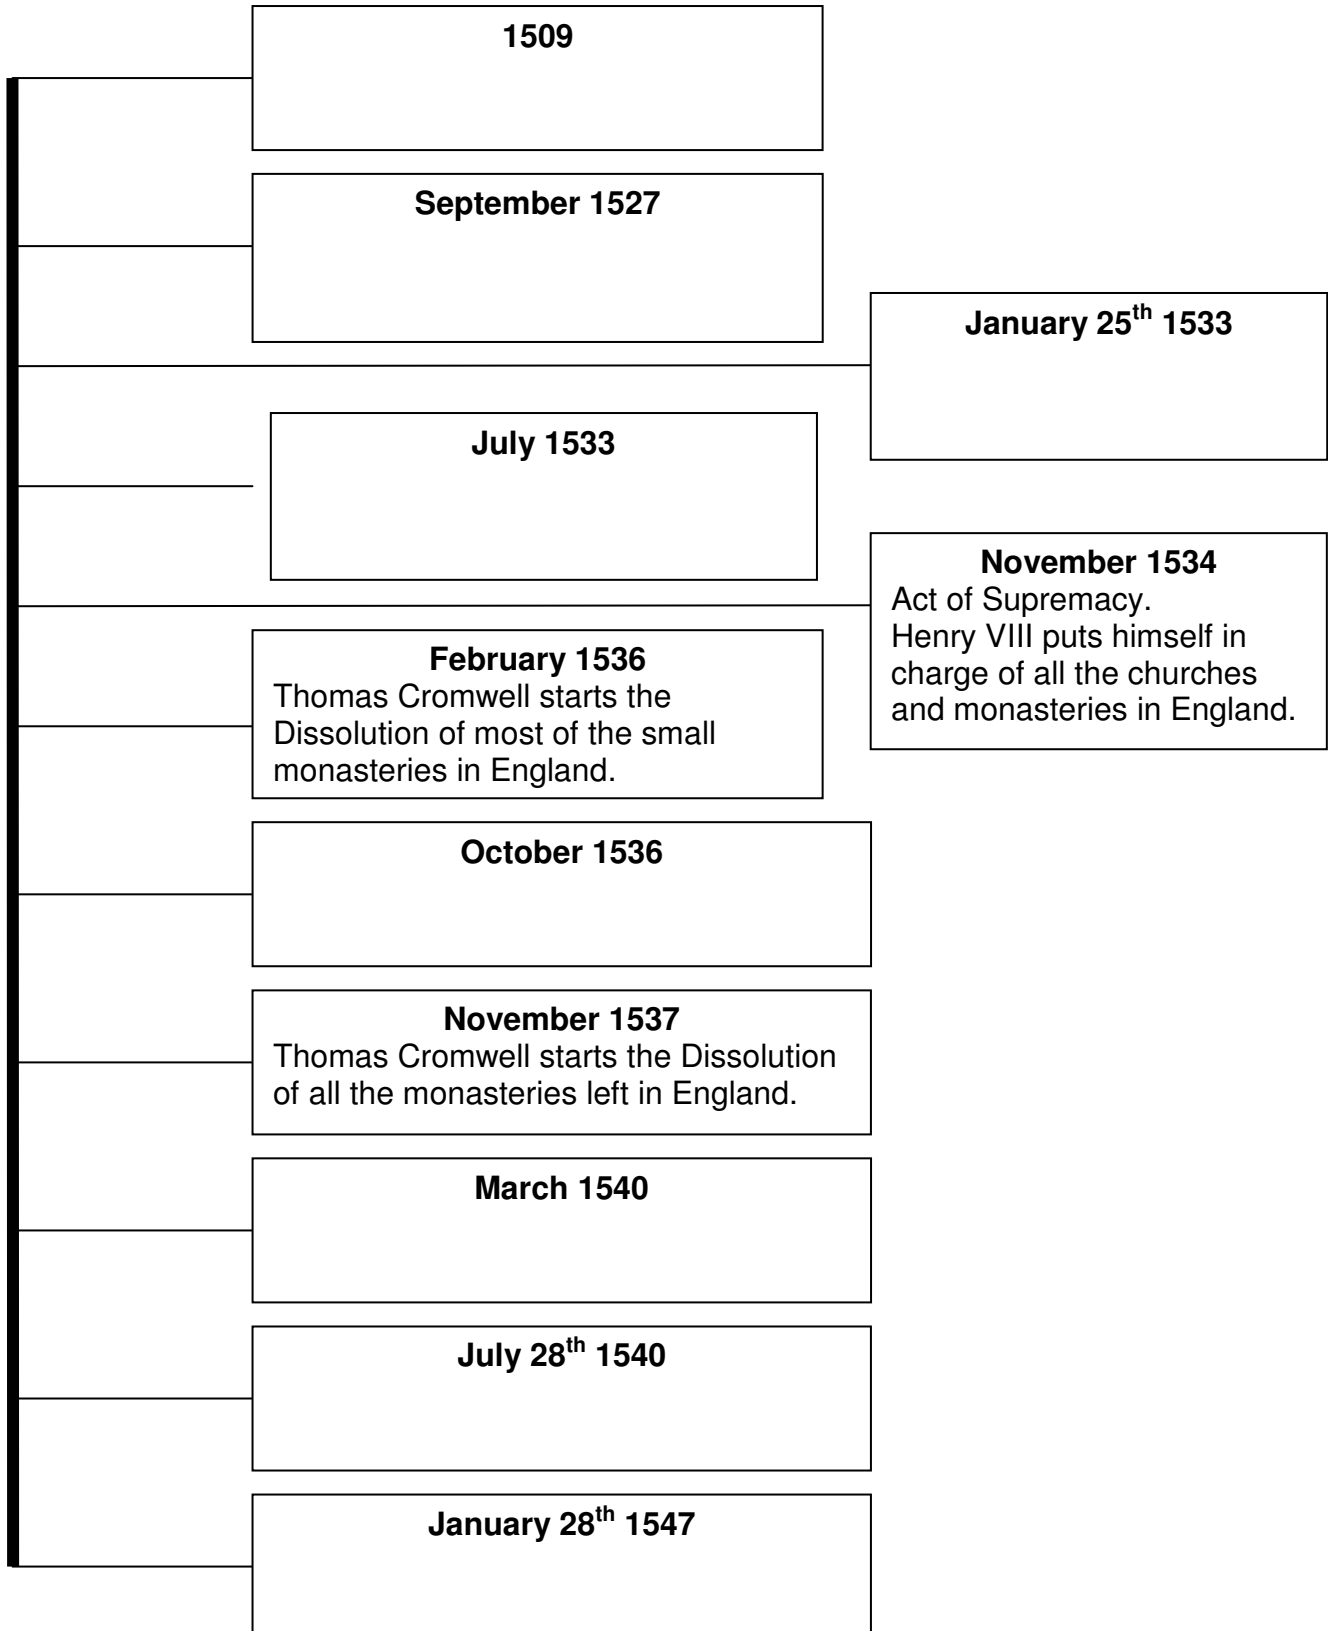 1509
September 1527
January 25th 1533
July 1533
November 1534
Act of Supremacy.
Henry VIII puts himself in
charge of all the churches
and monasteries in England.
February 1536
Thomas Cromwell starts the
Dissolution of most of the small
monasteries in England.
October 1536
November 1537
Thomas Cromwell starts the Dissolution
of all the monasteries left in England.
March 1540
July 28th 1540
January 28th 1547